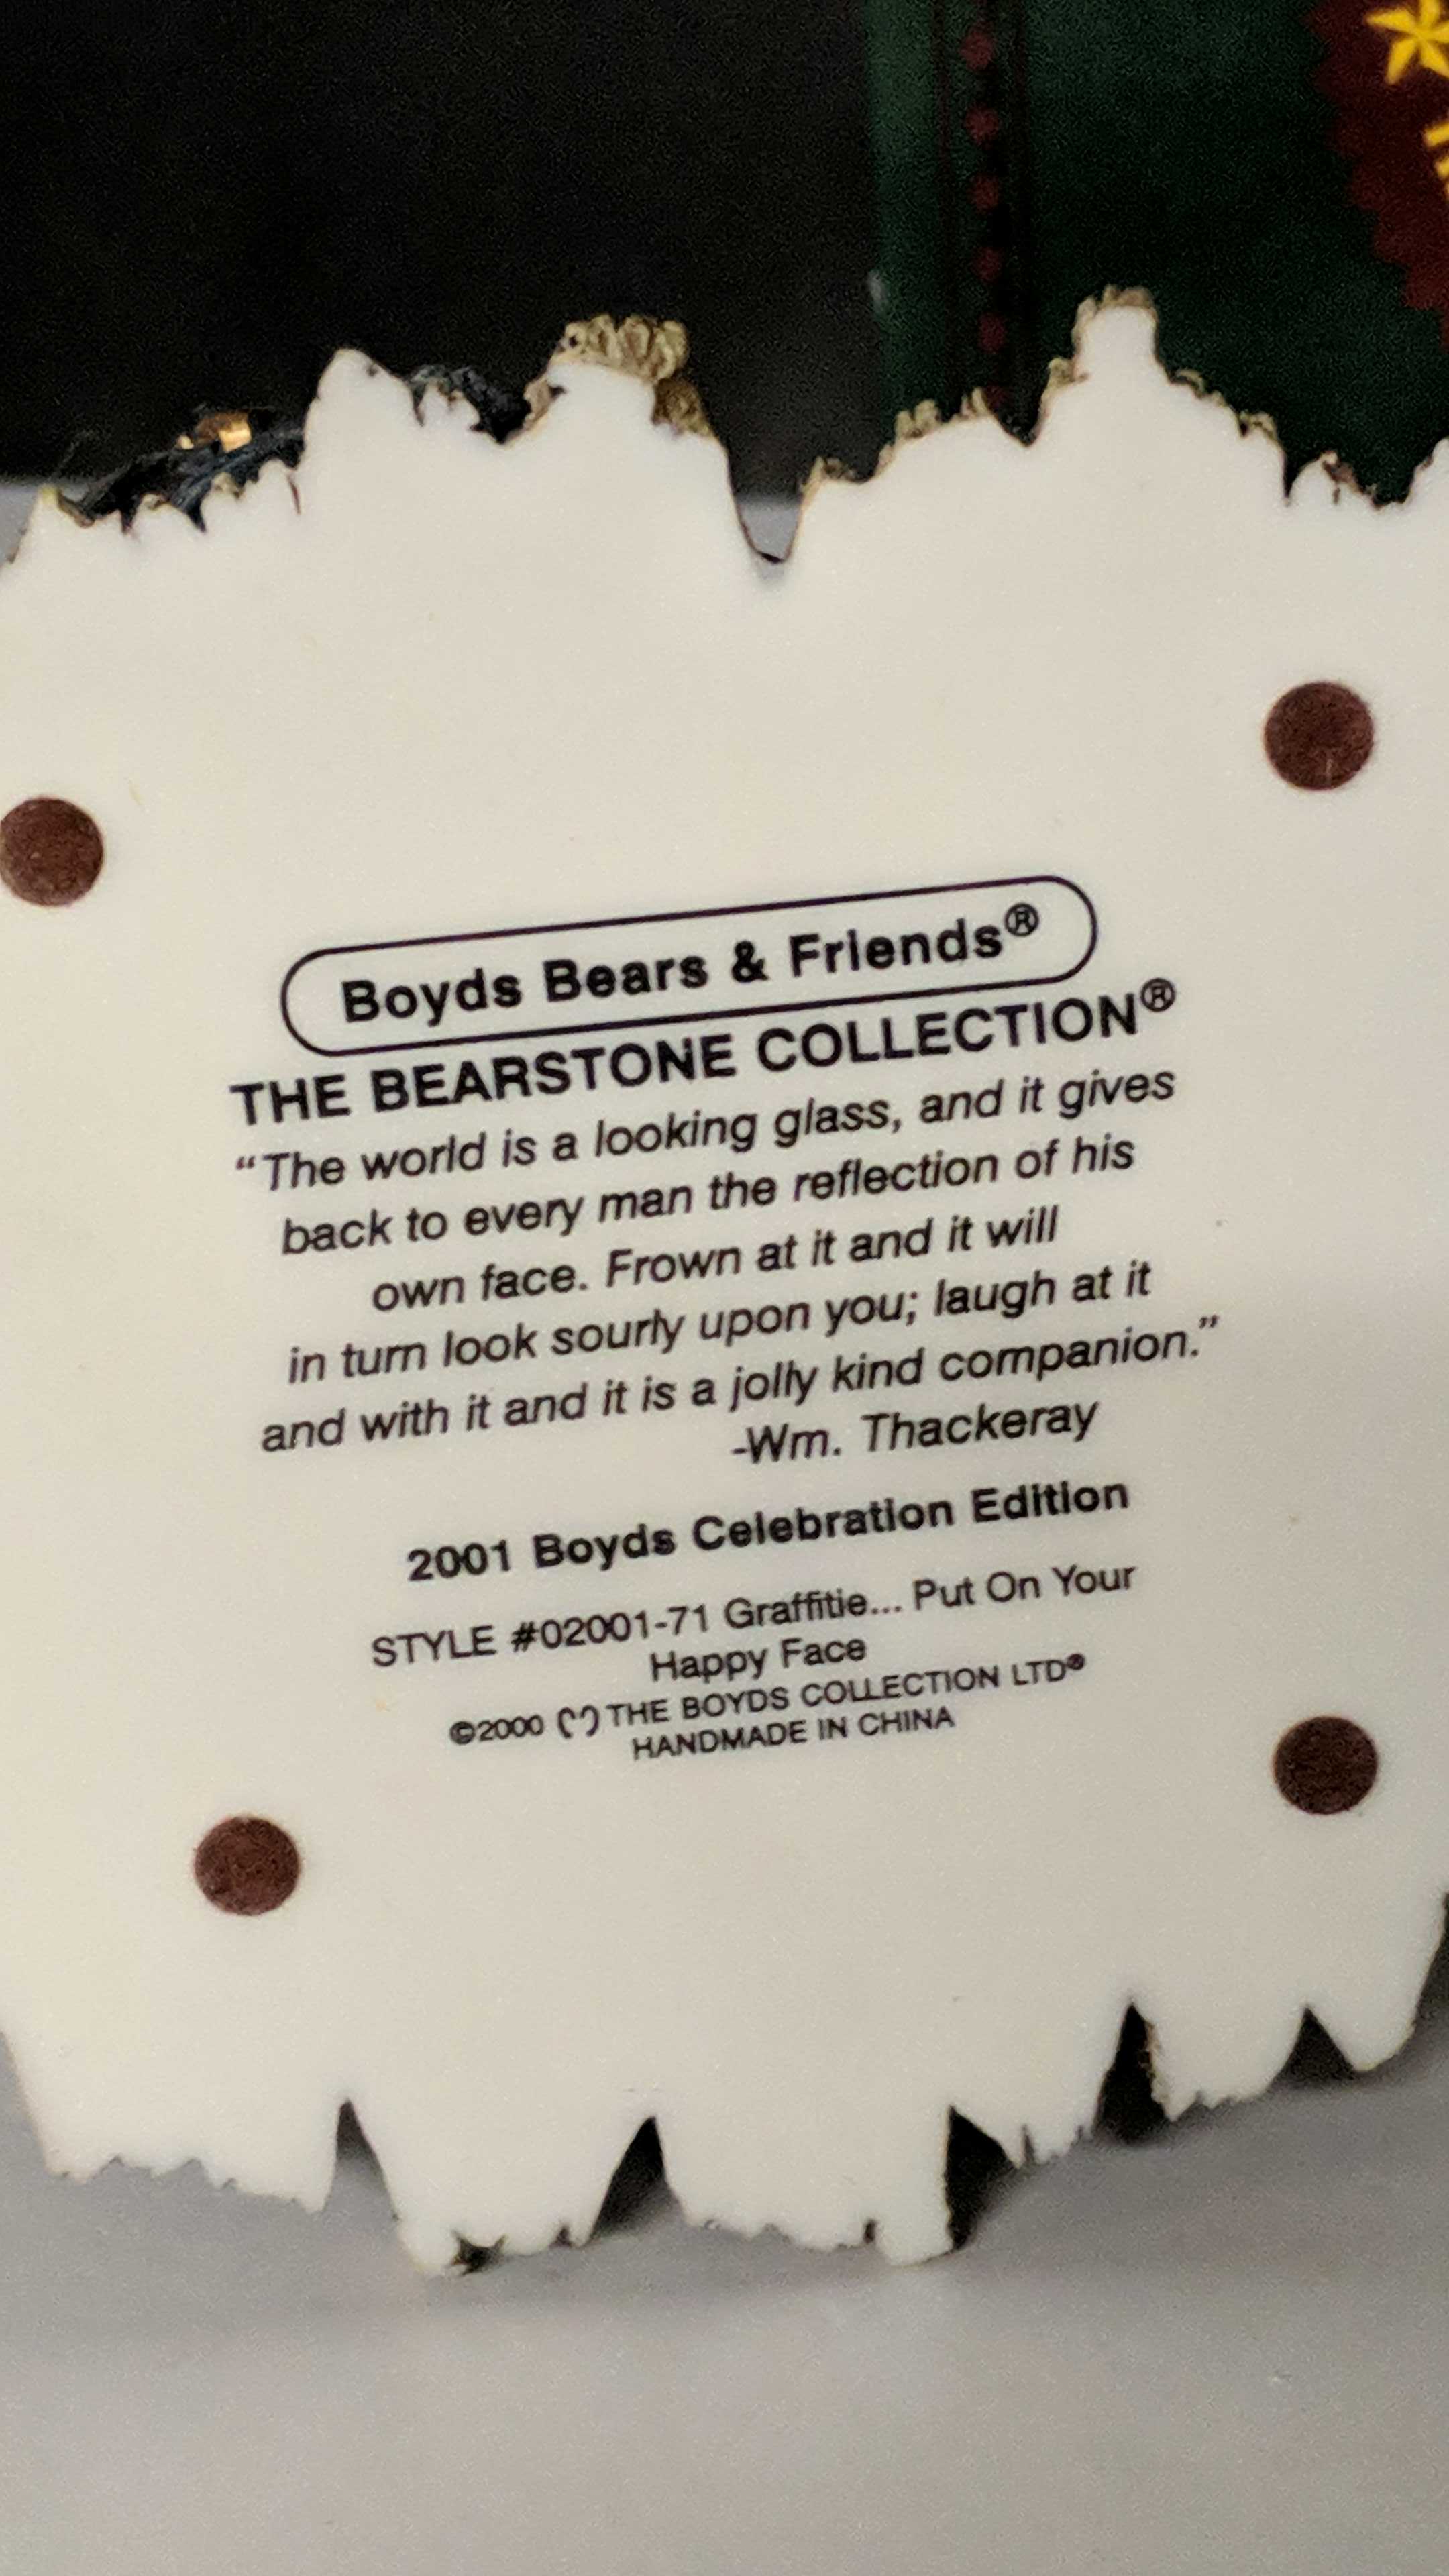 Boyds Bears & Friends®
THE BEARSTONE COLLECTION®
“The world is a looking glass, and it gives
back to every man the reflection of his
own face. Frown at it and it will
in turn look sourly upon you; laugh at it
and with it and it is a jolly kind companion.”
-Wm. Thackeray
2001 Boyds Celebration Edition
STYLE #02001-71 Graffitie... Put On Your
Happy Face
©2000 THE BOYDS COLLECTION LTD®
HANDMADE IN CHINA